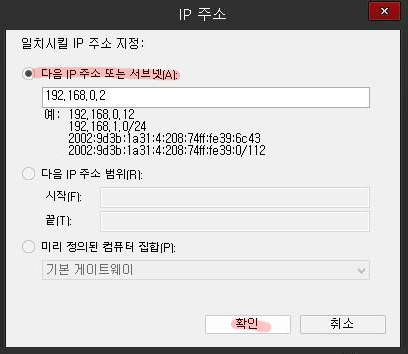 IP 주소
일치시킬 IP 주소 지정:
다음 IP 주소 또는 서브넷(A):
192.168.0.2
예: 192.168.0.12
192.168.1.0/24
2002:9d3b:1a31:4:208:74ff:fe39:6c43
2002:9d3b:1a31:4:208:74ff:fe39:0/112
다음 IP 주소 범위(R):
시작(F):
끝(T):
미리 정의된 컴퓨터 집합(P):
기본 게이트웨이
확인
취소